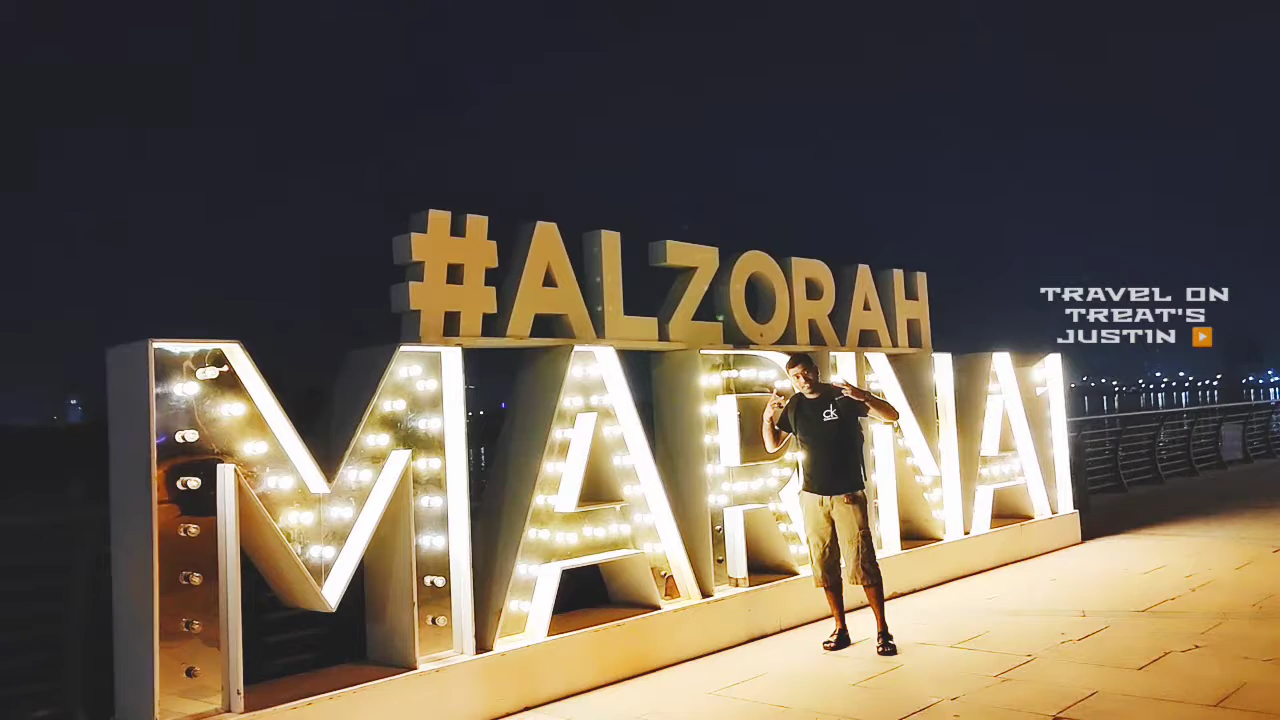 #ALZORAH
MARINA1
ck
TRAVEL ON
TREAT'S
JUSTIN ▶️